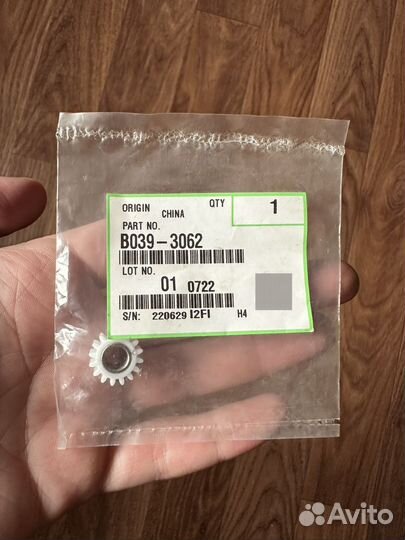 ORIGIN CHINA QTY 1
PART NO.
B039-3062
LOT NO.
01 0722
S/N: 220629 I2FI H4
Avito